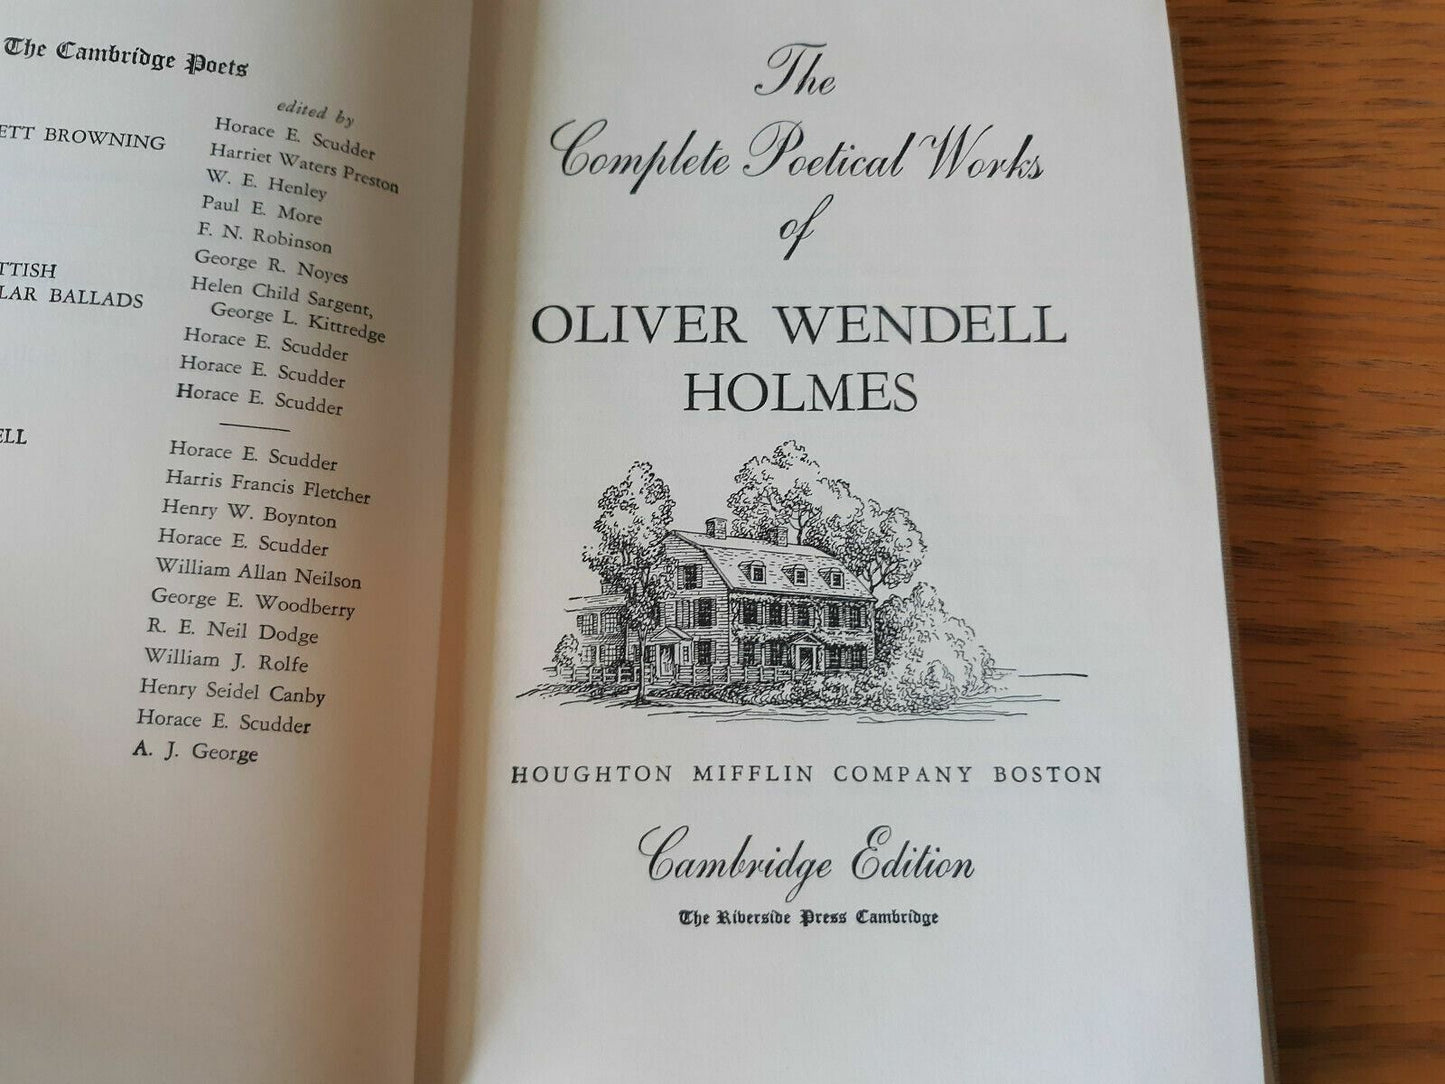 The Cambridge Poets
edited by
ETT BROWNING
Horace E. Scudder
Harriet Waters Preston
W. E. Henley
Paul E. More
F. N. Robinson
George R. Noyes
TTISH
LAR BALLADS
Helen Child Sargent,
George L. Kittredge
Horace E. Scudder
Horace E. Scudder
Horace E. Scudder
ELL
Horace E. Scudder
Harris Francis Fletcher
Henry W. Boynton
Horace E. Scudder
William Allan Neilson
George E. Woodberry
R. E. Neil Dodge
William J. Rolfe
Henry Seidel Canby
Horace E. Scudder
A. J. George
The
Complete Poetical Works
of
OLIVER WENDELL
HOLMES
HOUGHTON MIFFLIN COMPANY BOSTON
Cambridge Edition
The Riverside Press Cambridge